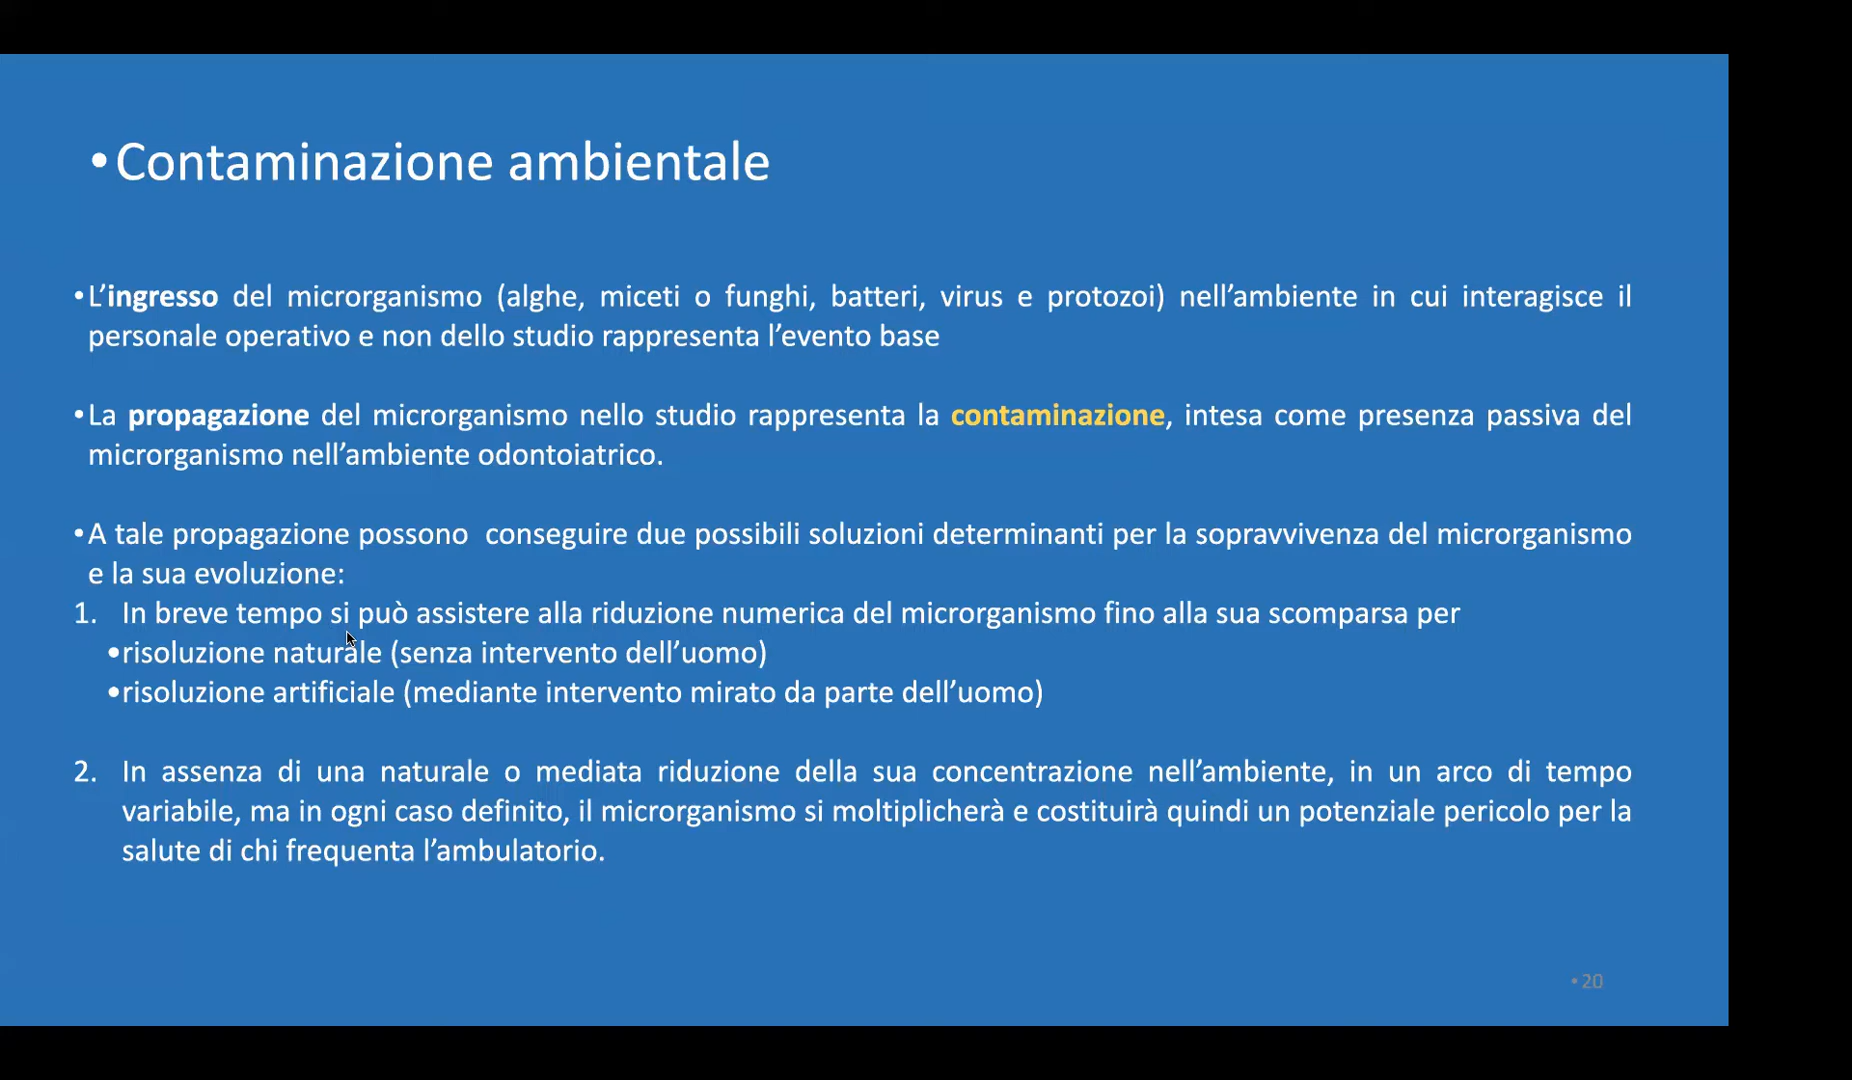 •Contaminazione ambientale
•L’ingresso del microrganismo (alghe, miceti o funghi, batteri, virus e protozoi) nell’ambiente in cui interagisce il
personale operativo e non dello studio rappresenta l’evento base
•La propagazione del microrganismo nello studio rappresenta la contaminazione, intesa come presenza passiva del
microrganismo nell’ambiente odontoiatrico.
•A tale propagazione possono  conseguire due possibili soluzioni determinanti per la sopravvivenza del microrganismo
e la sua evoluzione:
1. In breve tempo si può assistere alla riduzione numerica del microrganismo fino alla sua scomparsa per
•risoluzione naturale (senza intervento dell’uomo)
•risoluzione artificiale (mediante intervento mirato da parte dell’uomo)
2. In assenza di una naturale o mediata riduzione della sua concentrazione nell’ambiente, in un arco di tempo
variabile, ma in ogni caso definito, il microrganismo si moltiplicherà e costituirà quindi un potenziale pericolo per la
salute di chi frequenta l’ambulatorio.
•20